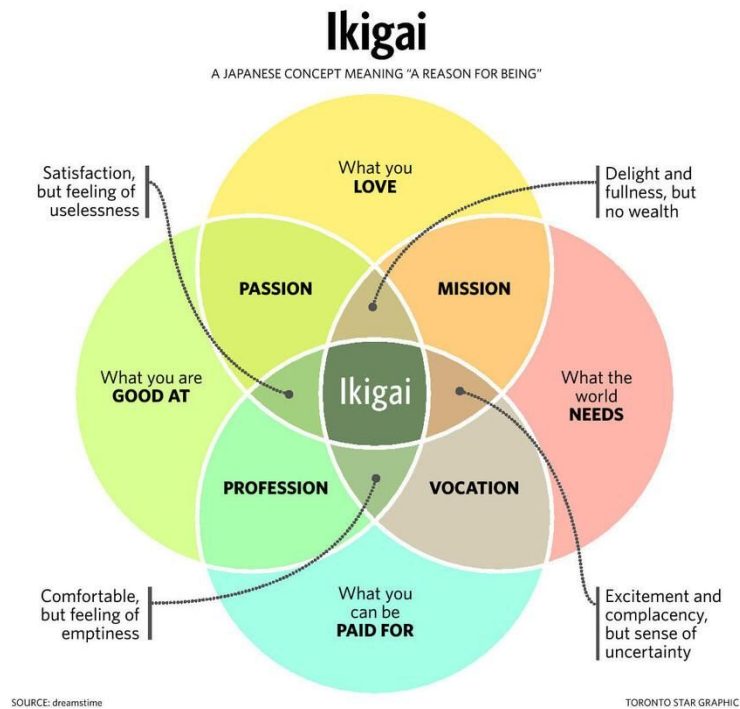 Ikigai
A JAPANESE CONCEPT MEANING "A REASON FOR BEING"
What you
LOVE
Satisfaction,
but feeling of
uselessness
Delight and
fullness, but
no wealth
PASSION
MISSION
What you are
GOOD AT
Ikigai
What the
world
NEEDS
PROFESSION
VOCATION
Comfortable,
but feeling of
emptiness
What you
can be
PAID FOR
Excitement and
complacency,
but sense of
uncertainty
SOURCE: dreamstime
TORONTO STAR GRAPHIC